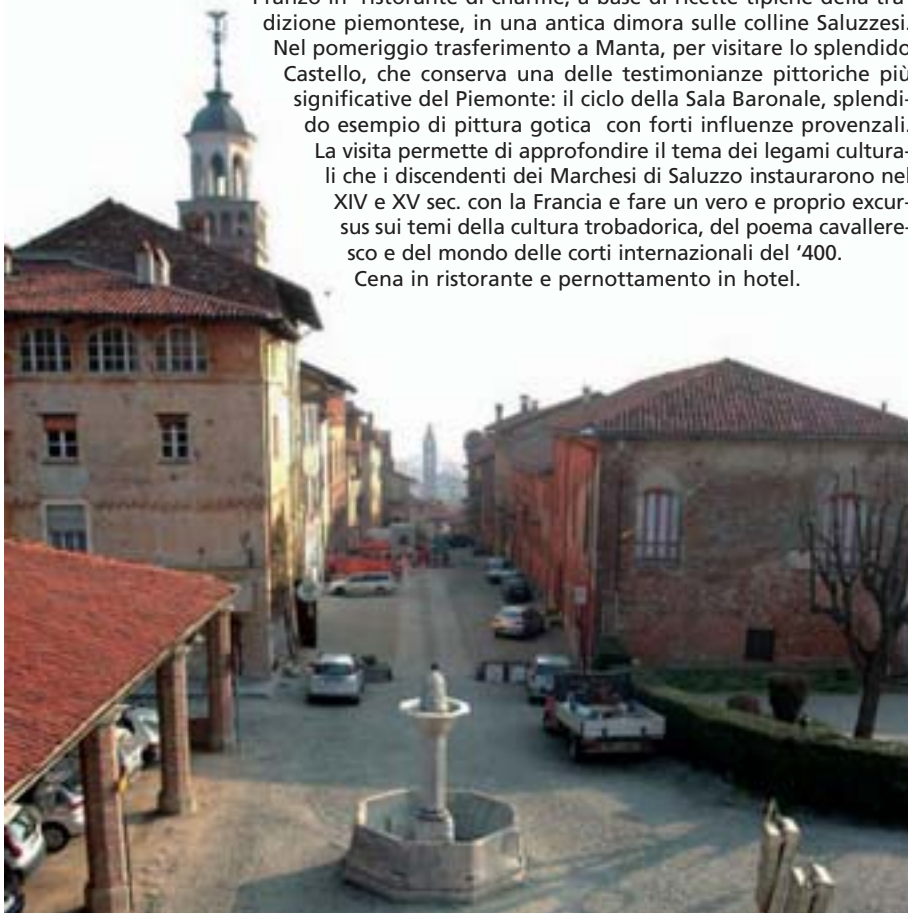 Pranzo in ristorante di charme, a base di ricette tipiche della tra-
dizione piemontese, in una antica dimora sulle colline Saluzzesi.
Nel pomeriggio trasferimento a Manta, per visitare lo splendido
Castello, che conserva una delle testimonianze pittoriche più
significative del Piemonte: il ciclo della Sala Baronale, splendi-
do esempio di pittura gotica con forti influenze provenzali.
La visita permette di approfondire il tema dei legami cultura-
li che i discendenti dei Marchesi di Saluzzo instaurarono nel
XIV e XV sec. con la Francia e fare un vero e proprio excur-
sus sui temi della cultura trobadorica, del poema cavallere-
sco e del mondo delle corti internazionali del ‘400.
Cena in ristorante e pernottamento in hotel.